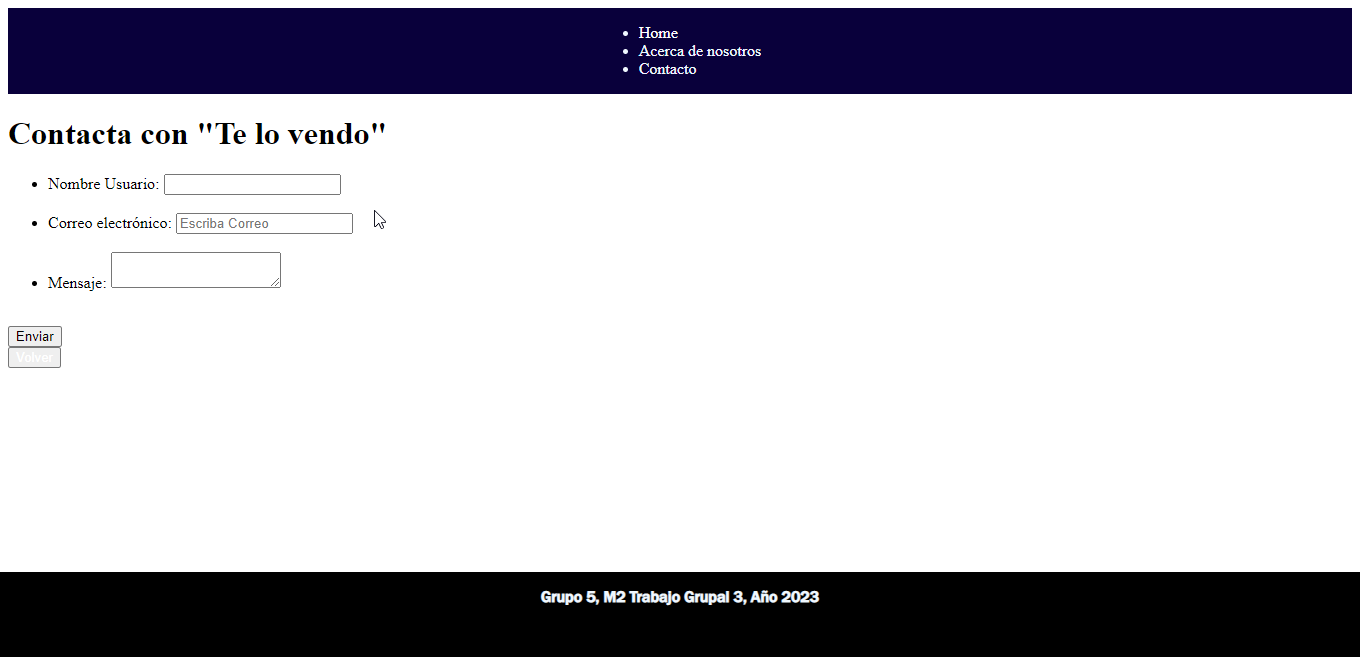 Home
Acerca de nosotros
Contacto
Contacta con "Te lo vendo"
Nombre Usuario:
Correo electrónico: Escriba Correo
Mensaje:
Enviar
Volver
Grupo 5, M2 Trabajo Grupal 3, Año 2023